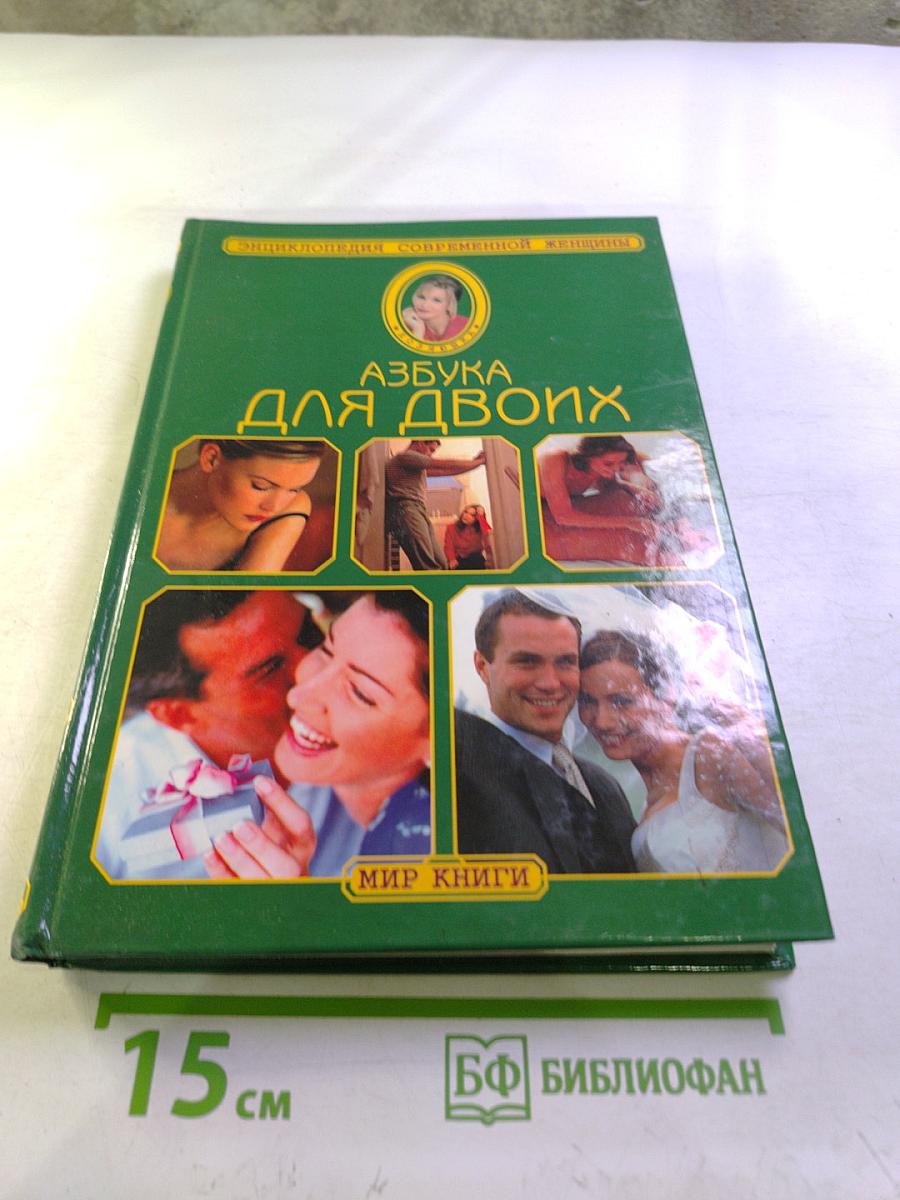 ЭНЦИКЛОПЕДИЯ СОВРЕМЕННОЙ ЖЕНЩИНЫ
АЗБУКА
ДЛЯ ДВОИХ
МИР КНИГИ
15 см
БФ БИБЛИОФАН